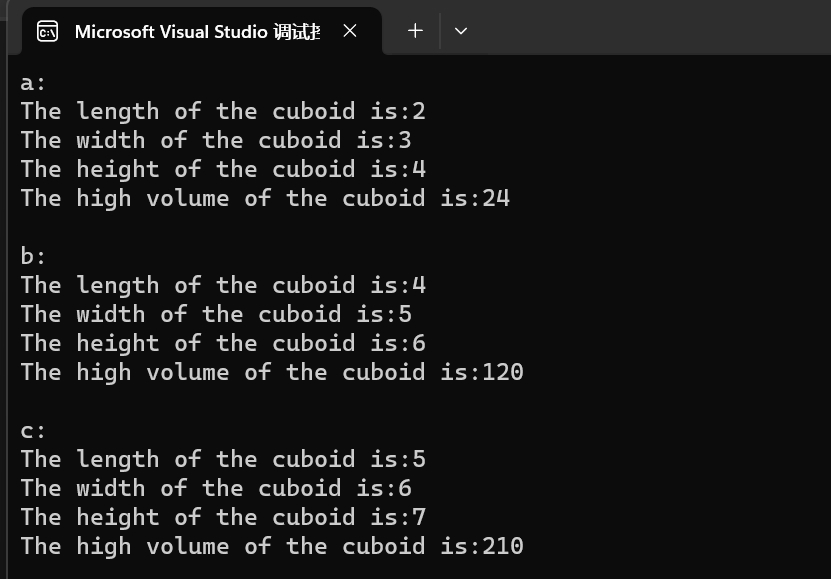 Microsoft Visual Studio 调试
a:
The length of the cuboid is:2
The width of the cuboid is:3
The height of the cuboid is:4
The high volume of the cuboid is:24
b:
The length of the cuboid is:4
The width of the cuboid is:5
The height of the cuboid is:6
The high volume of the cuboid is:120
c:
The length of the cuboid is:5
The width of the cuboid is:6
The height of the cuboid is:7
The high volume of the cuboid is:210